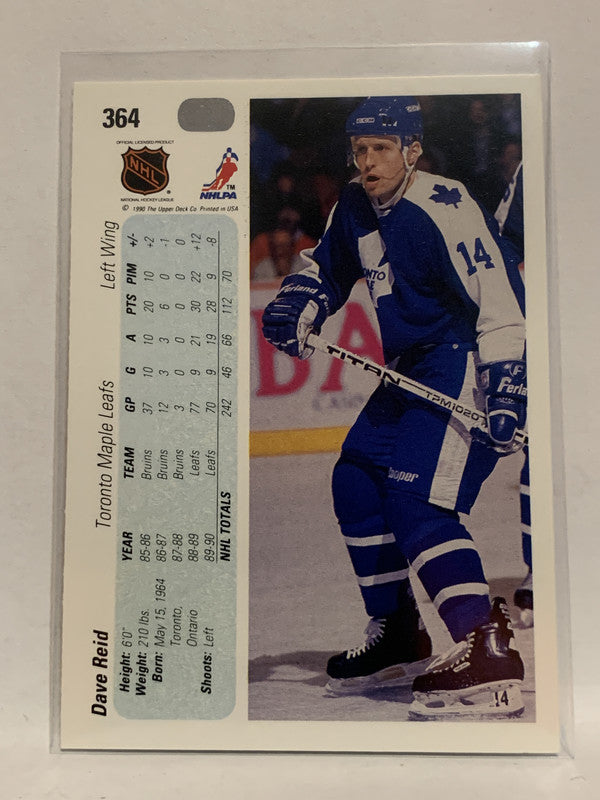 364
OFFICIAL LICENSED PRODUCT
NHL
NATIONAL HOCKEY LEAGUE
TM
NHLPA
© 1990 The Upper Deck Co. Printed in USA
Dave Reid Toronto Maple Leafs Left Wing
Height: 6'0"
Weight: 210 lbs.
Born: May 15, 1964
Toronto,
Ontario
Shoots: Left
YEAR TEAM GP G A PTS PIM +/-
85-86 Bruins 37 10 10 20 10 +2
86-87 Bruins 12 3 3 6 0 -1
87-88 Bruins 3 0 0 0 0 0
88-89 Leafs 77 9 21 30 22 +12
89-90 Leafs 70 9 19 28 9 -8
NHL TOTALS 242 46 66 112 70
14
TORONTO
Ferland
TITAN
TPM1020
Ferla
Cooper
14